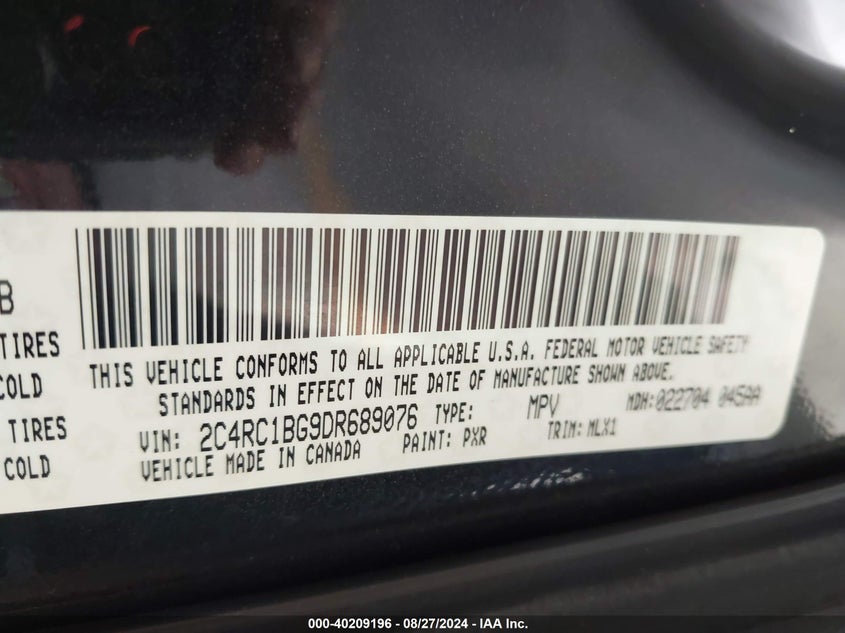 B
TIRES
COLD
TIRES
COLD
THIS VEHICLE CONFORMS TO ALL APPLICABLE U.S.A. FEDERAL MOTOR VEHICLE SAFETY
STANDARDS IN EFFECT ON THE DATE OF MANUFACTURE SHOWN ABOVE.
VIN: 2C4RC1BG9DR689076 TYPE: MPV MDH: 022704 045AA
VEHICLE MADE IN CANADA PAINT: PXR TRIM: MLX1
000-40209196 - 08/27/2024 - IAA Inc.